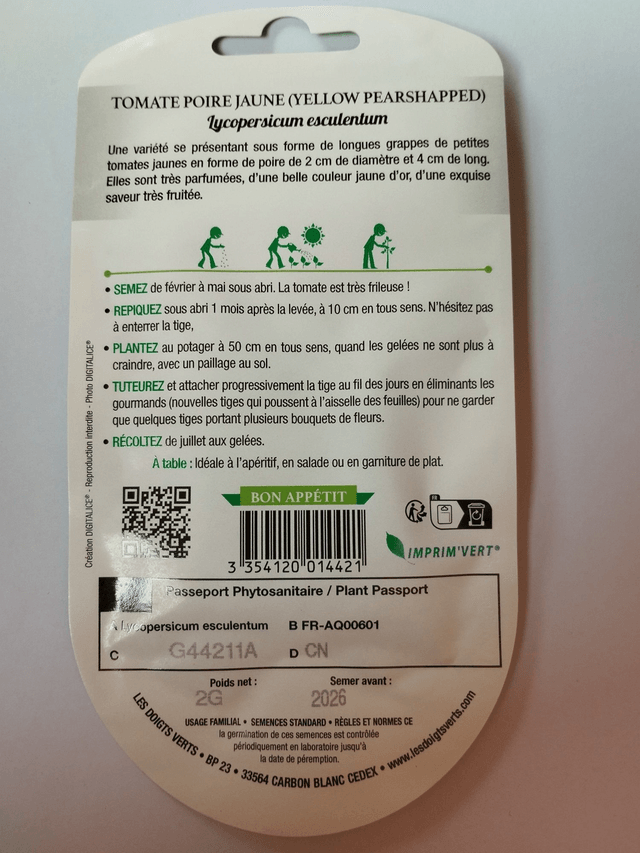 TOMATE POIRE JAUNE (YELLOW PEARSHAPPED)
Lycopersicum esculentum
Une variété se présentant sous forme de longues grappes de petites
tomates jaunes en forme de poire de 2 cm de diamètre et 4 cm de long.
Elles sont très parfumées, d'une belle couleur jaune d'or, d'une exquise
saveur très fruitée.
• SEMEZ de février à mai sous abri. La tomate est très frileuse !
• REPIQUEZ sous abri 1 mois après la levée, à 10 cm en tous sens. N'hésitez pas
à enterrer la tige,
• PLANTEZ au potager à 50 cm en tous sens, quand les gelées ne sont plus à
craindre, avec un paillage au sol.
• TUTEUREZ et attacher progressivement la tige au fil des jours en éliminants les
gourmands (nouvelles tiges qui poussent à l'aisselle des feuilles) pour ne garder
que quelques tiges portant plusieurs bouquets de fleurs.
• RÉCOLTEZ de juillet aux gelées.
À table : Idéale à l'apéritif, en salade ou en garniture de plat.
Création DIGITALICE® - Reproduction interdite - Photo DIGITALICE®
BON APPÉTIT
3 354120 014421
FR
IMPRIM'VERT®
Passeport Phytosanitaire / Plant Passport
A Lycopersicum esculentum B FR-AQ00601
C G44211A D CN
Poids net : Semer avant :
2G 2026
USAGE FAMILIAL • SEMENCES STANDARD • RÈGLES ET NORMES CE
la germination de ces semences est contrôlée
périodiquement en laboratoire jusqu'à
la date de péremption.
LES DOIGTS VERTS • BP 23 • 33564 CARBON BLANC CEDEX • www.lesdoigtsverts.com